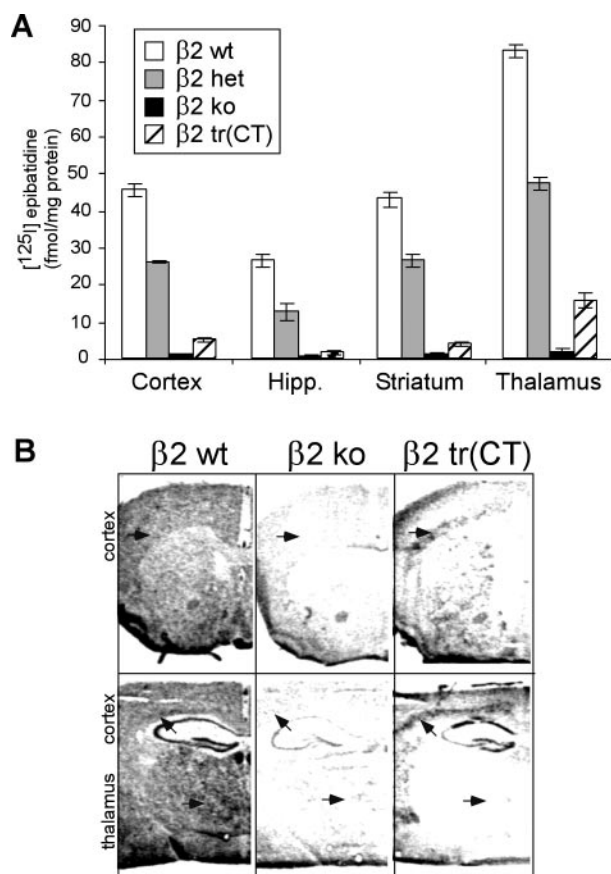 A
β2 wt
β2 het
β2 ko
β2 tr(CT)
[125I] epibatidine
(fmol/mg protein)
90
80
70
60
50
40
30
20
10
0
Cortex
Hipp.
Striatum
Thalamus
B
β2 wt
β2 ko
β2 tr(CT)
cortex
cortex
thalamus